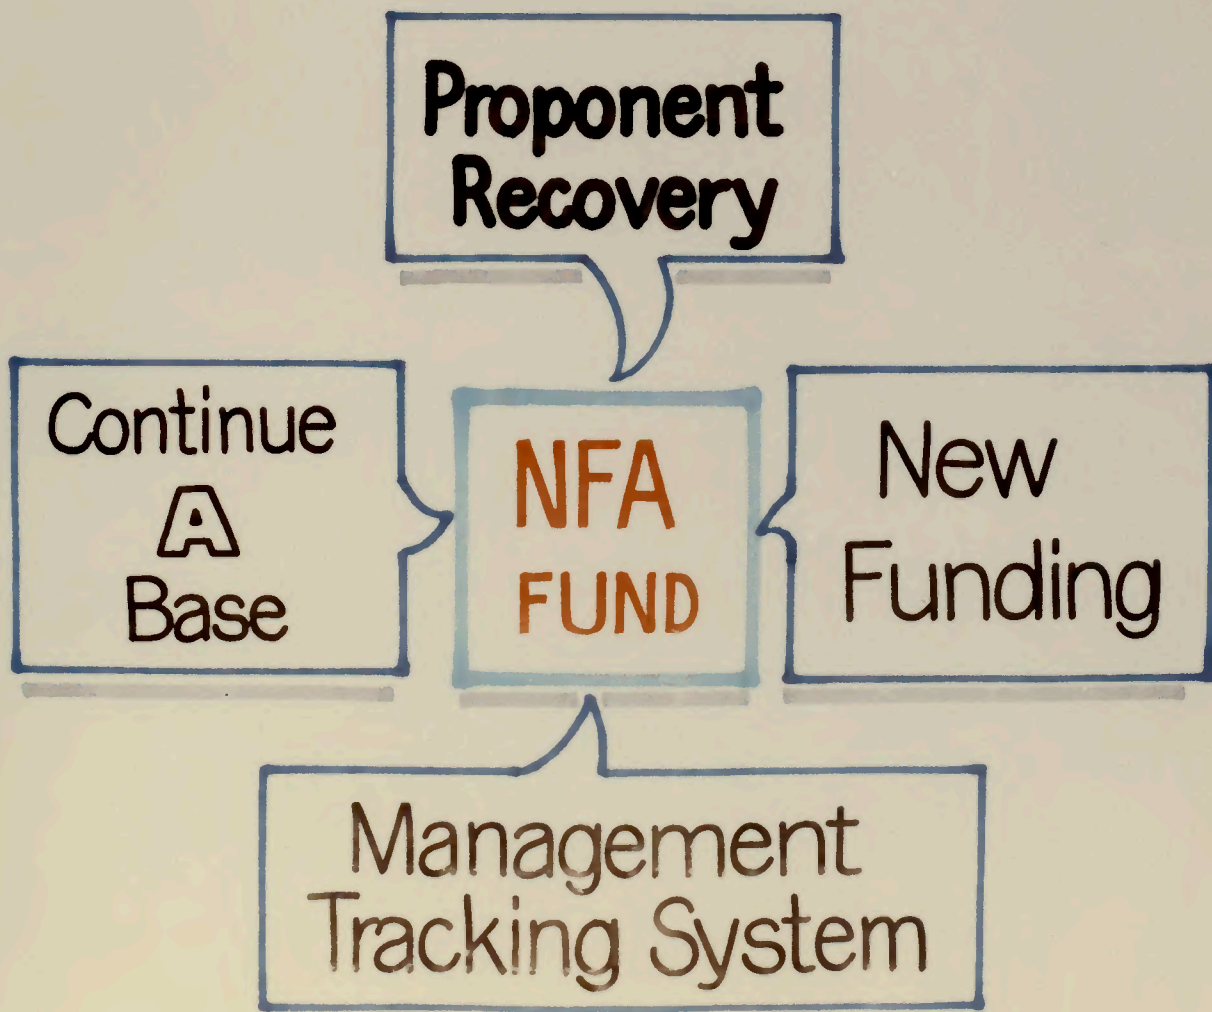 Proponent
Recovery
Continue
A
Base
NFA
FUND
New
Funding
Management
Tracking System